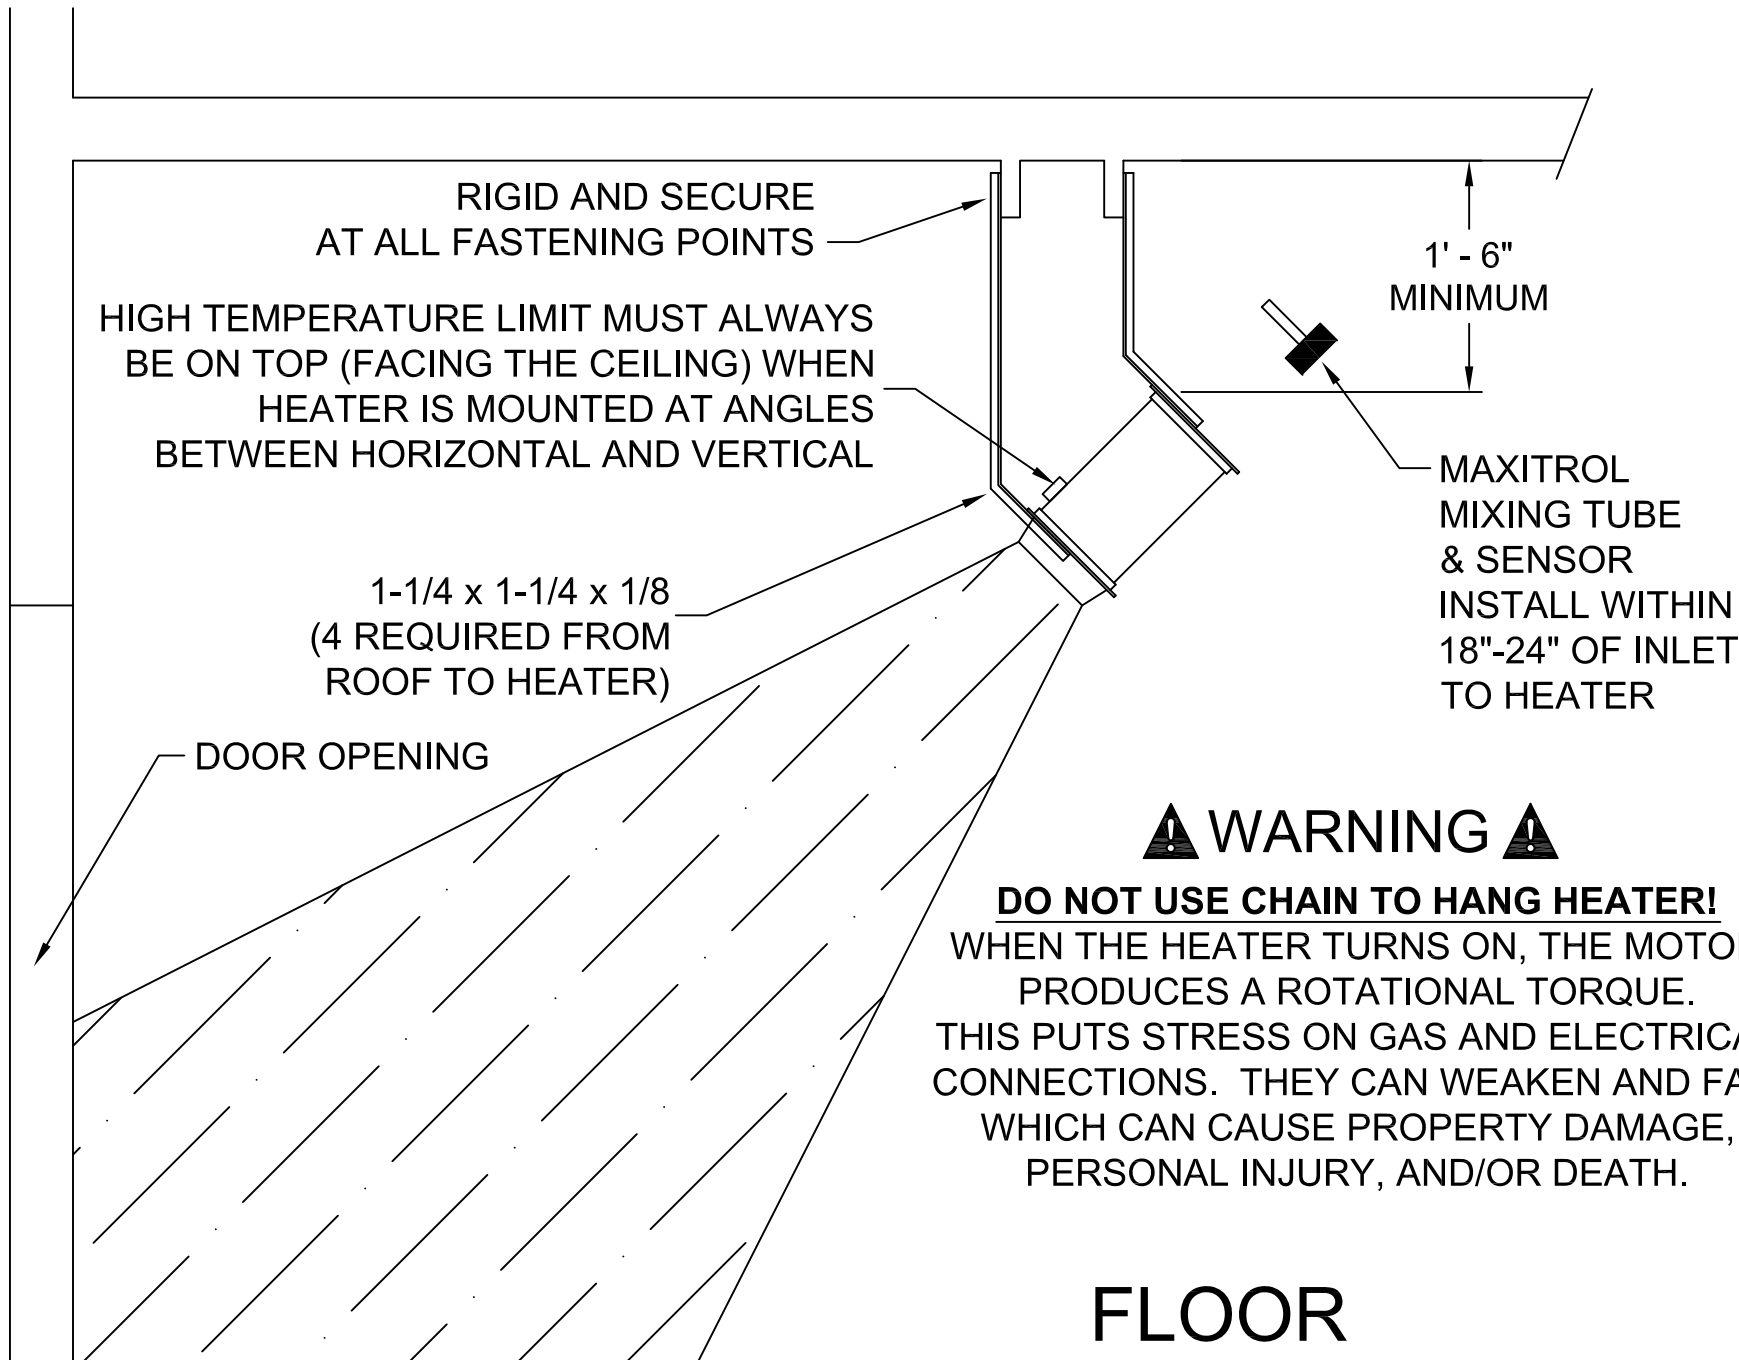 RIGID AND SECURE
AT ALL FASTENING POINTS
1' - 6"
MINIMUM
HIGH TEMPERATURE LIMIT MUST ALWAYS
BE ON TOP (FACING THE CEILING) WHEN
HEATER IS MOUNTED AT ANGLES
BETWEEN HORIZONTAL AND VERTICAL
MAXITROL
MIXING TUBE
& SENSOR
INSTALL WITHIN
18"-24" OF INLET
TO HEATER
1-1/4 x 1-1/4 x 1/8
(4 REQUIRED FROM
ROOF TO HEATER)
DOOR OPENING
WARNING
DO NOT USE CHAIN TO HANG HEATER!
WHEN THE HEATER TURNS ON, THE MOTO
PRODUCES A ROTATIONAL TORQUE.
THIS PUTS STRESS ON GAS AND ELECTRICA
CONNECTIONS.  THEY CAN WEAKEN AND FA
WHICH CAN CAUSE PROPERTY DAMAGE,
PERSONAL INJURY, AND/OR DEATH.
FLOOR